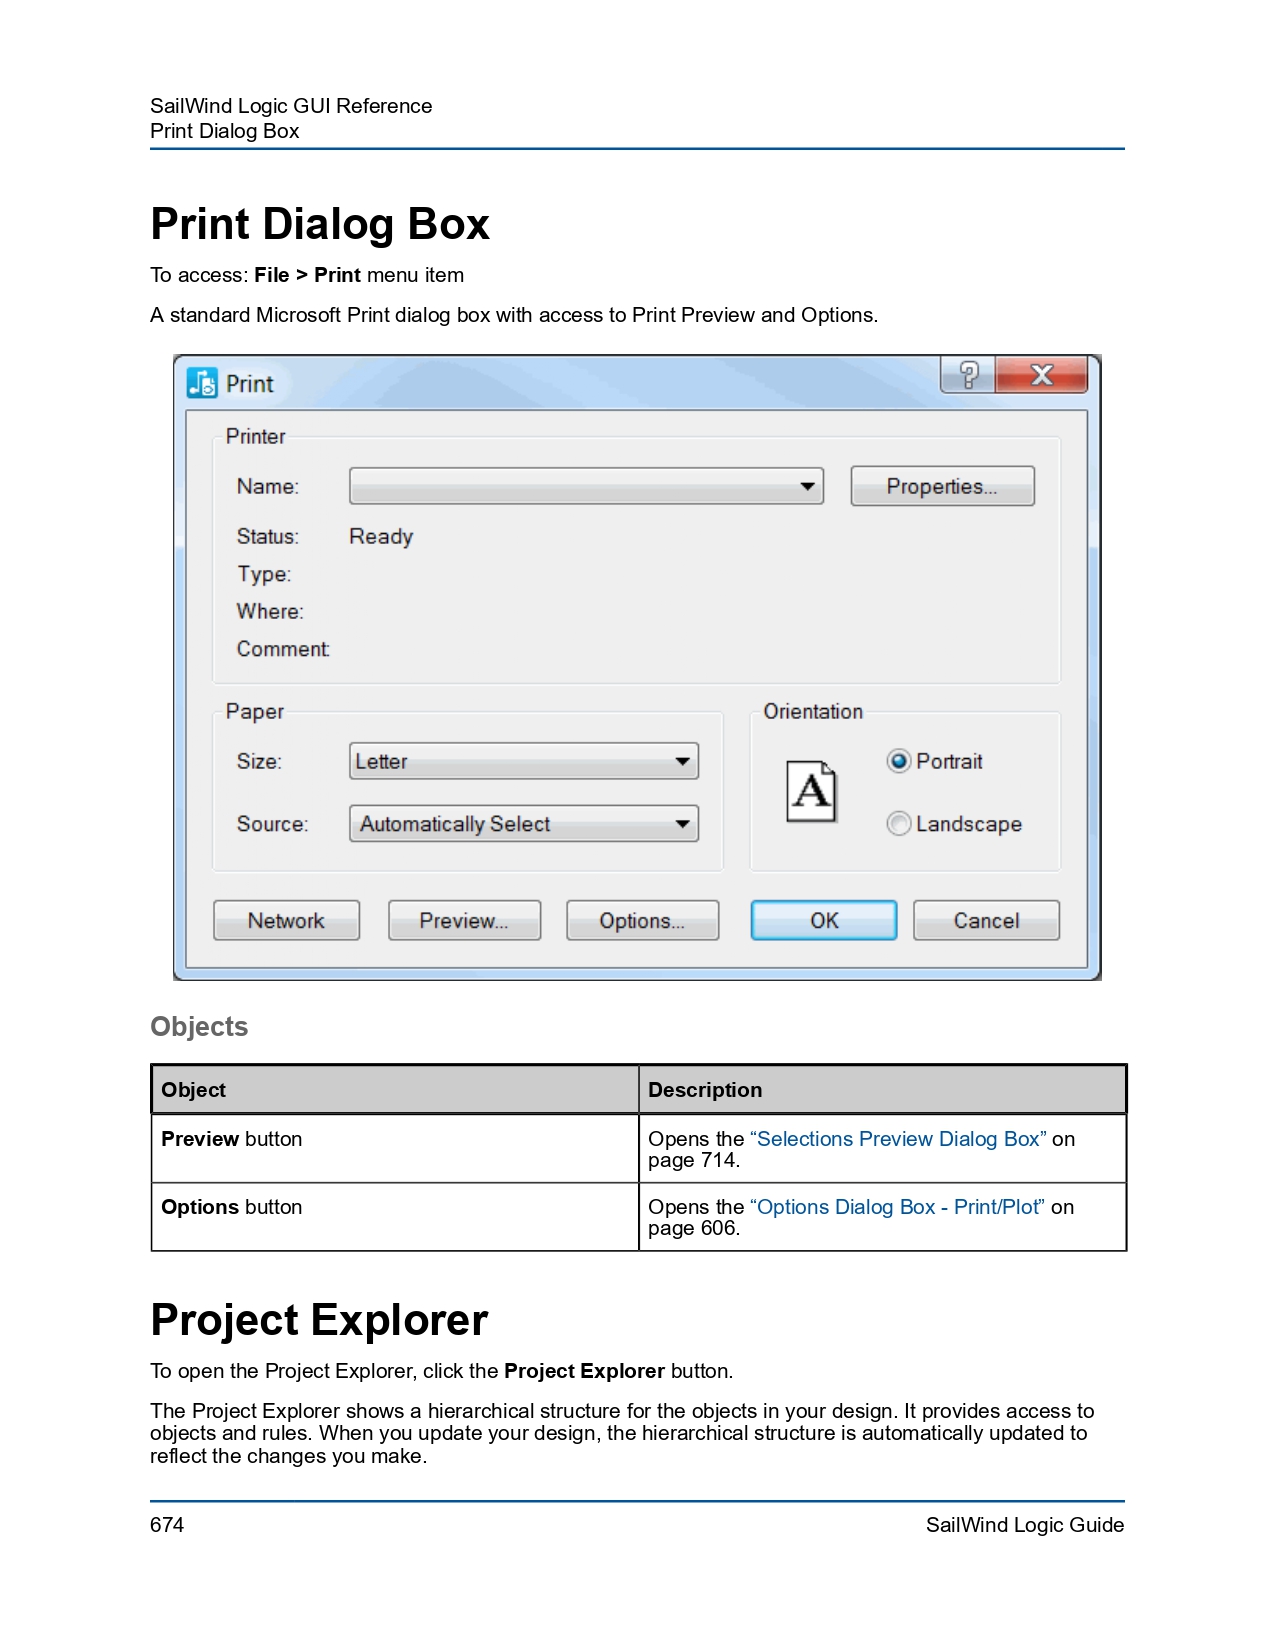 SailWind Logic GUI Reference
Print Dialog Box
Print Dialog Box
To access: File > Print menu item
A standard Microsoft Print dialog box with access to Print Preview and Options.
Print
Printer
Name:
Properties...
Status: Ready
Type:
Where:
Comment:
Paper
Orientation
Size: Letter
Portrait
A
Source: Automatically Select
Landscape
Network Preview... Options... OK Cancel
Objects
Object Description
Preview button Opens the “Selections Preview Dialog Box” on
page 714.
Options button Opens the “Options Dialog Box - Print/Plot” on
page 606.
Project Explorer
To open the Project Explorer, click the Project Explorer button.
The Project Explorer shows a hierarchical structure for the objects in your design. It provides access to
objects and rules. When you update your design, the hierarchical structure is automatically updated to
reflect the changes you make.
674 SailWind Logic Guide